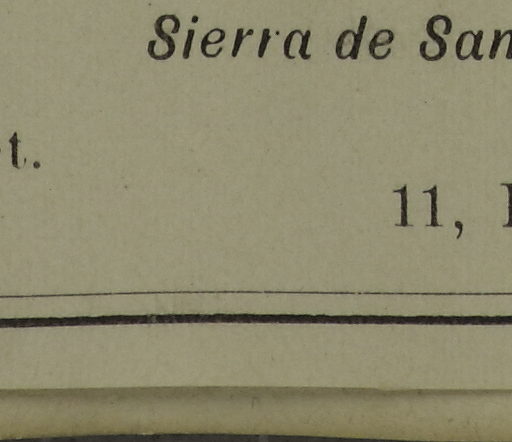 Sierra de San
t.
11,